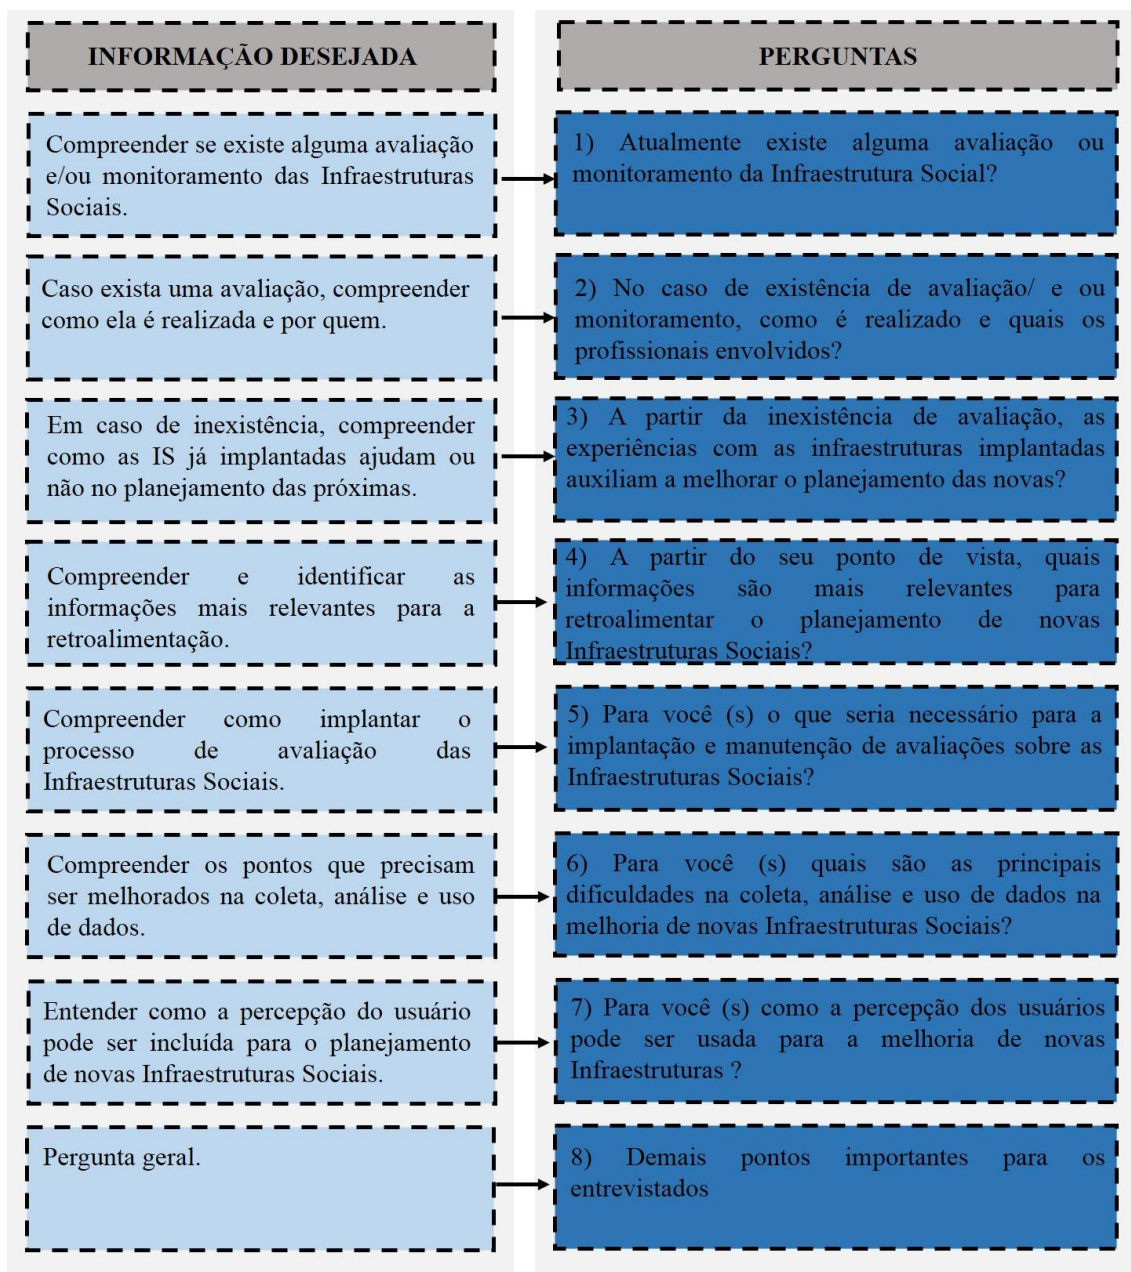 INFORMAÇÃO DESEJADA
PERGUNTAS
Compreender se existe alguma avaliação
e/ou monitoramento das Infraestruturas
Sociais.
1) Atualmente existe alguma avaliação ou
monitoramento da Infraestrutura Social?
Caso exista uma avaliação, compreender
como ela é realizada e por quem.
2) No caso de existência de avaliação/ e ou
monitoramento, como é realizado e quais os
profissionais envolvidos?
Em caso de inexistência, compreender
como as IS já implantadas ajudam ou
não no planejamento das próximas.
3) A partir da inexistência de avaliação, as
experiências com as infraestruturas implantadas
auxiliam a melhorar o planejamento das novas?
Compreender e identificar as
informações mais relevantes para a
retroalimentação.
4) A partir do seu ponto de vista, quais
informações são mais relevantes para
retroalimentar o planejamento de novas
Infraestruturas Sociais?
Compreender como implantar o
processo de avaliação das
Infraestruturas Sociais.
5) Para você (s) o que seria necessário para a
implantação e manutenção de avaliações sobre as
Infraestruturas Sociais?
Compreender os pontos que precisam
ser melhorados na coleta, análise e uso
de dados.
6) Para você (s) quais são as principais
dificuldades na coleta, análise e uso de dados na
melhoria de novas Infraestruturas Sociais?
Entender como a percepção do usuário
pode ser incluída para o planejamento
de novas Infraestruturas Sociais.
7) Para você (s) como a percepção dos usuários
pode ser usada para a melhoria de novas
Infraestruturas ?
Pergunta geral.
8) Demais pontos importantes para os
entrevistados